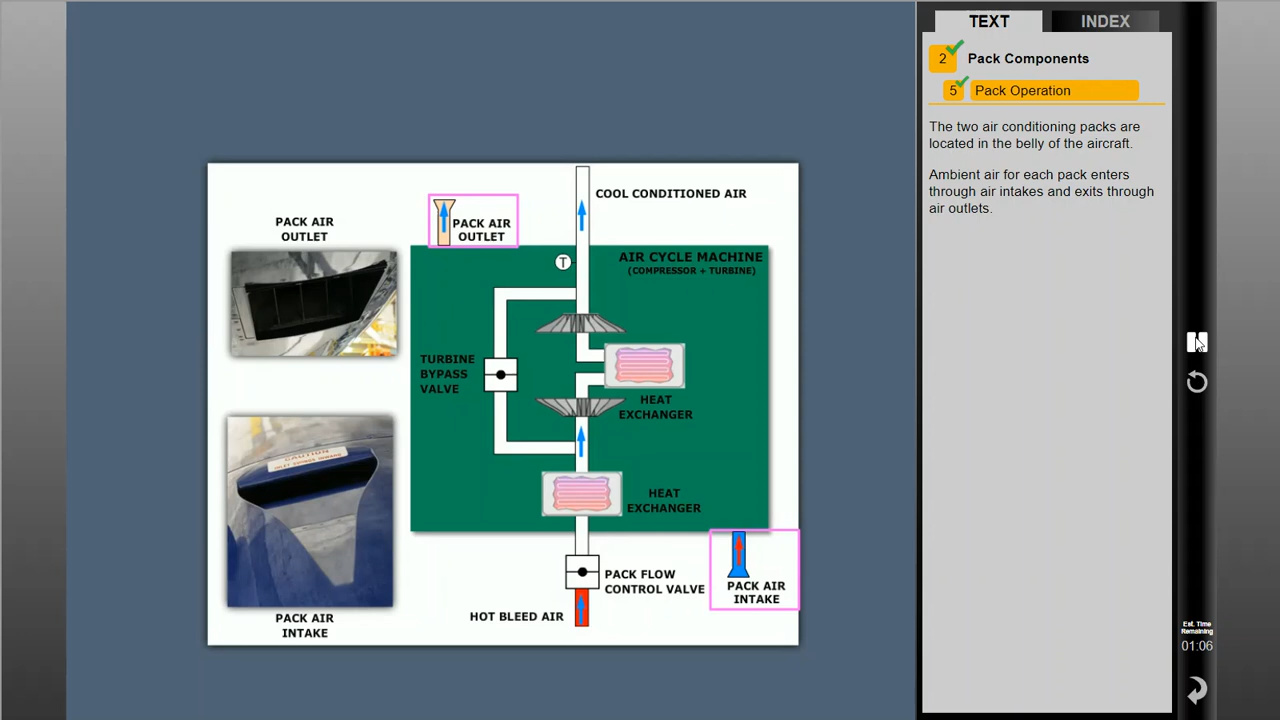 TEXT
INDEX
2
Pack Components
5
Pack Operation
The two air conditioning packs are
located in the belly of the aircraft.
Ambient air for each pack enters
through air intakes and exits through
air outlets.
COOL CONDITIONED AIR
PACK AIR
OUTLET
PACK AIR
OUTLET
AIR CYCLE MACHINE
(COMPRESSOR + TURBINE)
T
TURBINE
BYPASS
VALVE
HEAT
EXCHANGER
HEAT
EXCHANGER
CAUTION
PACK FLOW
CONTROL VALVE
PACK AIR
INTAKE
HOT BLEED AIR
PACK AIR
INTAKE
Est. Time
Remaining
01:06